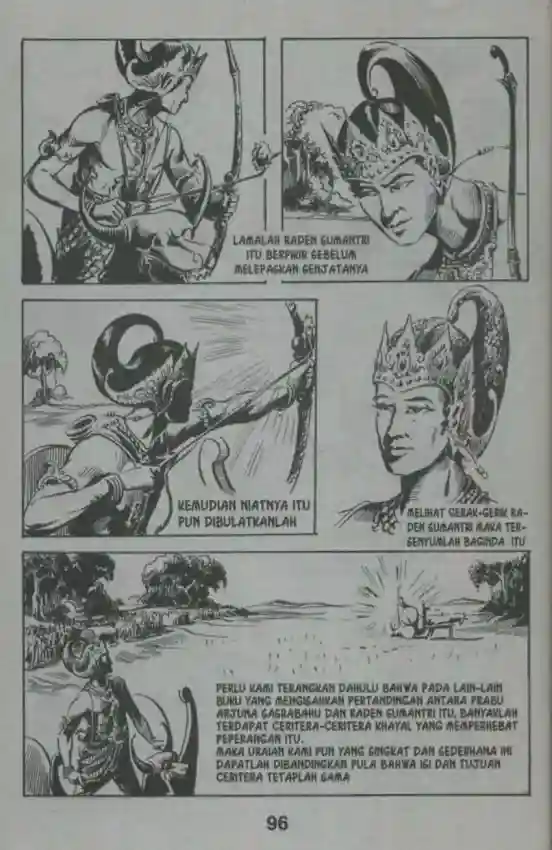 LAMALAH RADEN SUMANTRI
ITU BERPIKIR SEBELUM
MELEPASKAN SENJATANYA
KEMUDIAN NIATNYA ITU
PUN DIBULATKANLAH
MELIHAT GERAK-GERIK RA-
DEN SUMANTRI MAKA TER-
SENYUMLAH BAGINDA ITU
PERLU KAMI TERANGKAN DAHULU BAHWA PADA LAIN-LAIN
BUKU YANG MENGISAHKAN PERTANDINGAN ANTARA PRABU
ARJUNA SASRABAHU DAN RADEN SUMANTRI ITU, BANYAKLAH
TERDAPAT CERITERA-CERITERA KHAYAL YANG MEMPERHEBAT
PEPERANGAN ITU.
MAKA URAIAN KAMI PUN YANG SINGKAT DAN SEDERHANA INI
DAPATLAH DIBANDINGKAN PULA BAHWA ISI DAN TUJUAN
CERITERA TETAPLAH SAMA
96